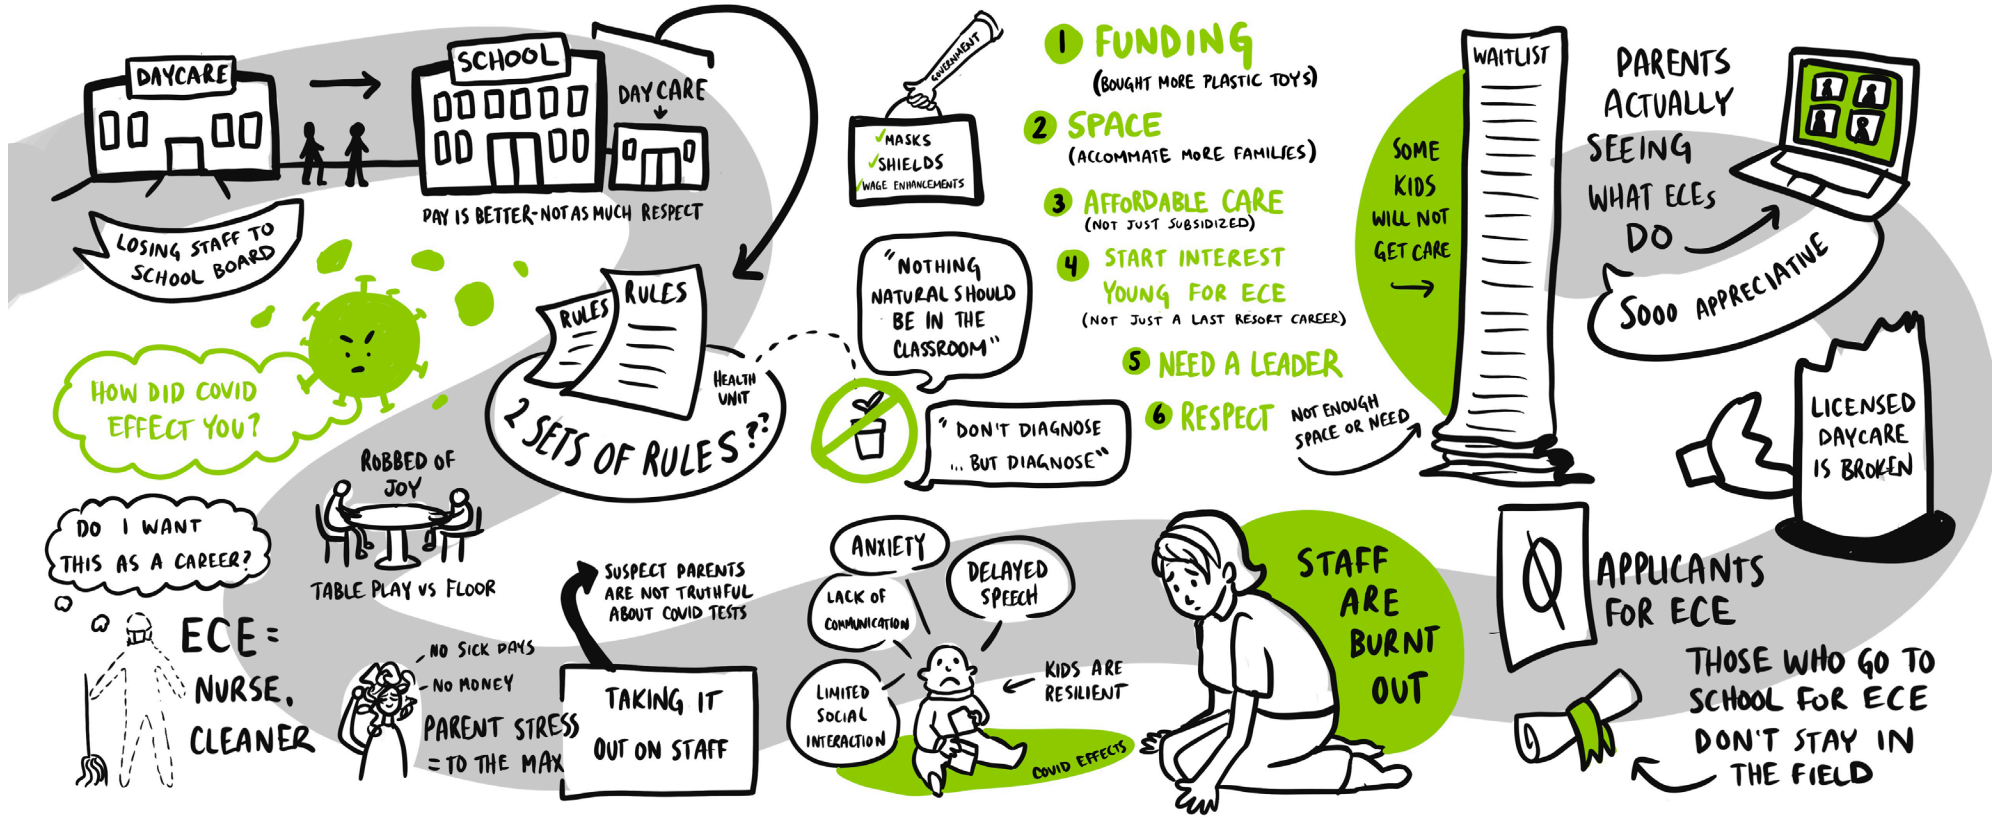 DAYCARE
SCHOOL
DAY CARE
PAY IS BETTER-NOT AS MUCH RESPECT
LOSING STAFF TO
SCHOOL BOARD
HOW DID COVID
EFFECT YOU?
RULES
RULES
HEALTH
UNIT
2 SETS OF RULES??
GOVERNMENT
✓MASKS
✓SHIELDS
✓WAGE ENHANCEMENTS
"NOTHING
NATURAL SHOULD
BE IN THE
CLASSROOM"
"DON'T DIAGNOSE
... BUT DIAGNOSE"
1 FUNDING
(BOUGHT MORE PLASTIC TOYS)
2 SPACE
(ACCOMMATE MORE FAMILIES)
3 AFFORDABLE CARE
(NOT JUST SUBSIDIZED)
4 START INTEREST
YOUNG FOR ECE
(NOT JUST A LAST RESORT CAREER)
5 NEED A LEADER
6 RESPECT
NOT ENOUGH
SPACE OR NEED
SOME
KIDS
WILL NOT
GET CARE
WAITLIST
PARENTS
ACTUALLY
SEEING
WHAT ECEs
DO
SOOO APPRECIATIVE
LICENSED
DAYCARE
IS BROKEN
DO I WANT
THIS AS A CAREER?
ECE=
NURSE,
CLEANER
ROBBED OF
JOY
TABLE PLAY VS FLOOR
- NO SICK DAYS
- NO MONEY
PARENT STRESS
= TO THE MAX
SUSPECT PARENTS
ARE NOT TRUTHFUL
ABOUT COVID TESTS
TAKING IT
OUT ON STAFF
ANXIETY
LACK OF
COMMUNICATION
LIMITED
SOCIAL
INTERACTION
DELAYED
SPEECH
KIDS ARE
RESILIENT
COVID EFFECTS
STAFF
ARE
BURNT
OUT
0 APPLICANTS
FOR ECE
THOSE WHO GO TO
SCHOOL FOR ECE
DON'T STAY IN
THE FIELD